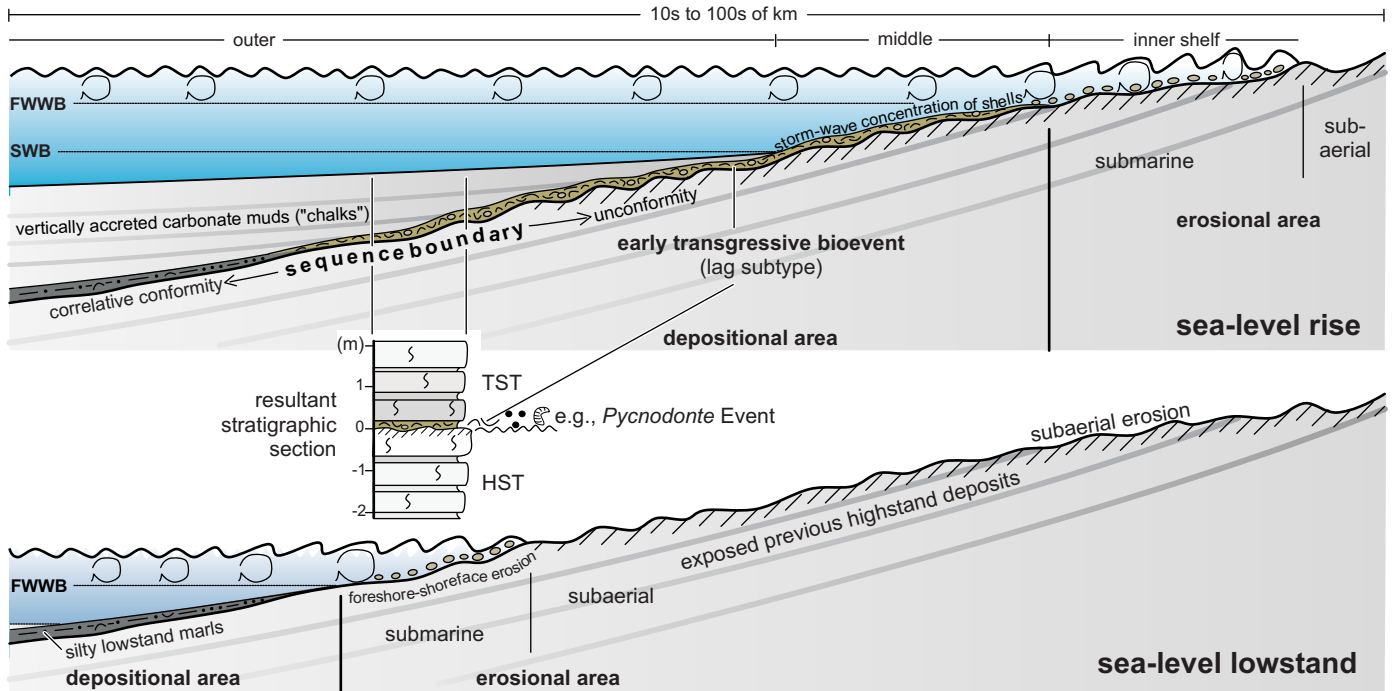 10s to 100s of km
outer
middle
inner shelf
FWWB
SWB
storm-wave concentration of shells
submarine
sub-
aerial
vertically accreted carbonate muds ("chalks")
unconformity
sequence boundary
correlative conformity
early transgressive bioevent
(lag subtype)
erosional area
depositional area
sea-level rise
(m)
1
0
-1
-2
resultant
stratigraphic
section
TST
HST
e.g., Pycnodonte Event
subaerial erosion
exposed previous highstand deposits
FWWB
foreshore-shoreface erosion
subaerial
submarine
silty lowstand marls
depositional area
erosional area
sea-level lowstand